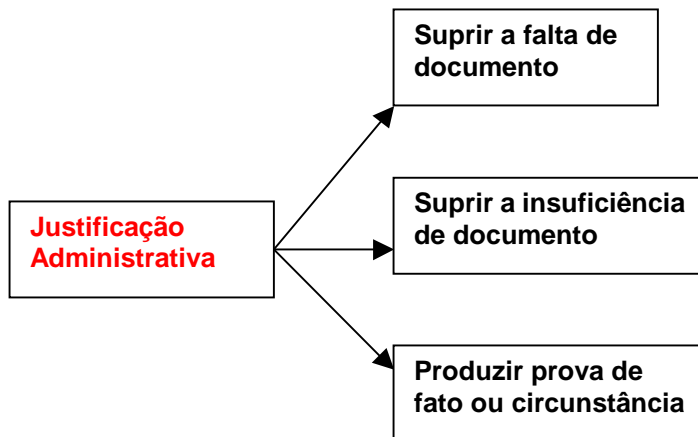 Suprir a falta de
documento
Justificação
Administrativa
Suprir a insuficiência
de documento
Produzir prova de
fato ou circunstância